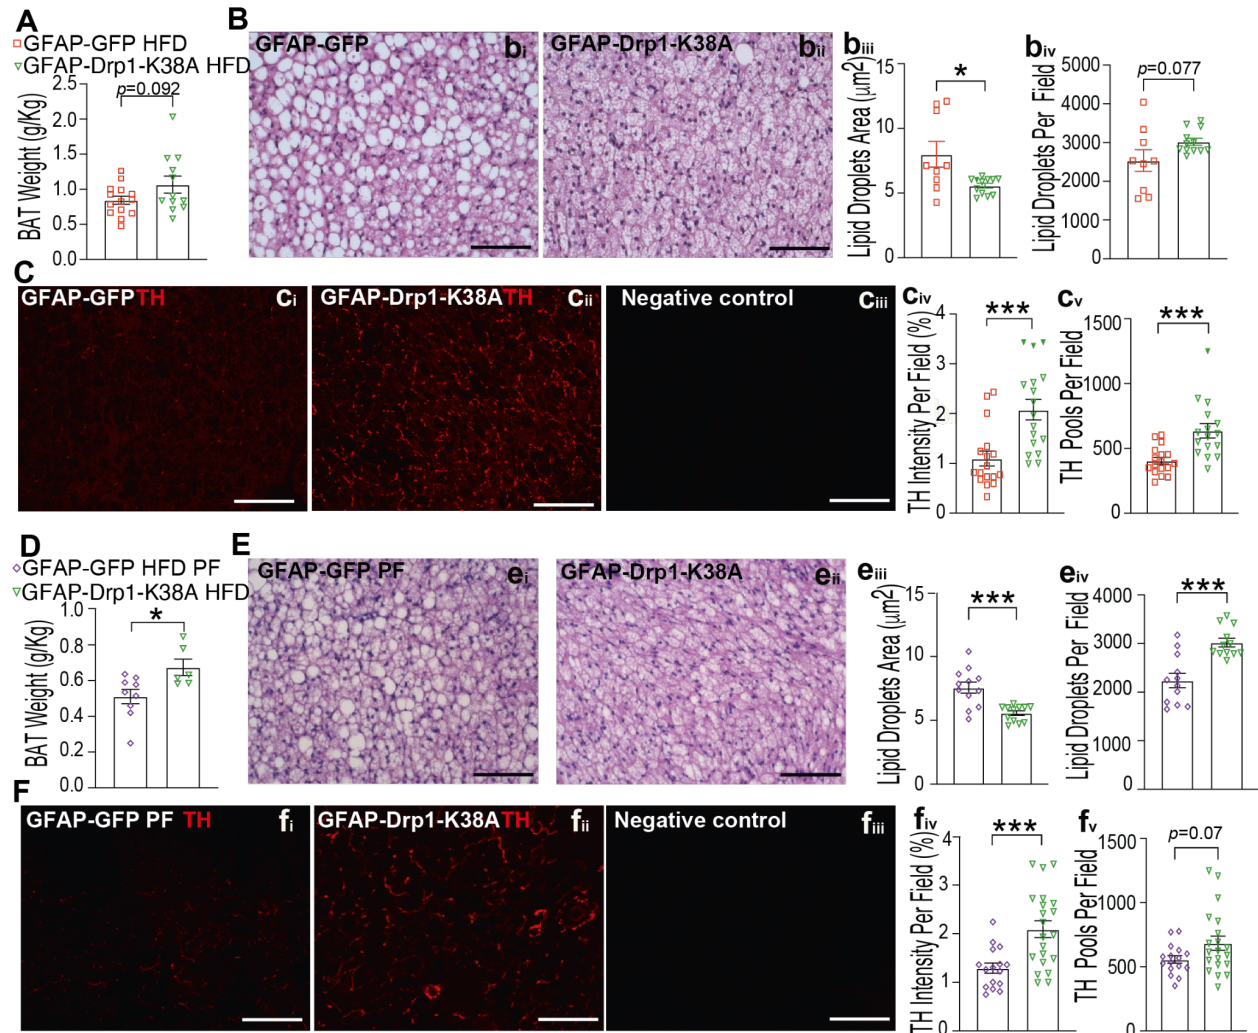 A
GFAP-GFP HFD
GFAP-Drp1-K38A HFD
BAT Weight (g/Kg)
2.5
2.0
1.5
1.0
0.5
0.0
p=0.092
B
GFAP-GFP
bi
GFAP-Drp1-K38A
bii
biii
Lipid Droplets Area (µm2)
15
10
5
0
*
biv
Lipid Droplets Per Field
5000
4000
3000
2000
1000
0
p=0.077
C
GFAP-GFPTH
ci
GFAP-Drp1-K38ATH
cii
Negative control
ciii
civ
TH Intensity Per Field (%)
4
3
2
1
0
***
cv
TH Pools Per Field
1500
1000
500
0
***
D
GFAP-GFP HFD PF
GFAP-Drp1-K38A HFD
BAT Weight (g/Kg)
1.0
0.8
0.6
0.4
0.2
0.0
*
E
GFAP-GFP PF
ei
GFAP-Drp1-K38A
eii
eiii
Lipid Droplets Area (µm2)
15
10
5
0
***
eiv
Lipid Droplets Per Field
4000
3000
2000
1000
0
***
F
GFAP-GFP PF TH
fi
GFAP-Drp1-K38ATH
fii
Negative control
fiii
fiv
TH Intensity Per Field (%)
4
3
2
1
0
***
fv
TH Pools Per Field
1500
1000
500
0
p=0.07